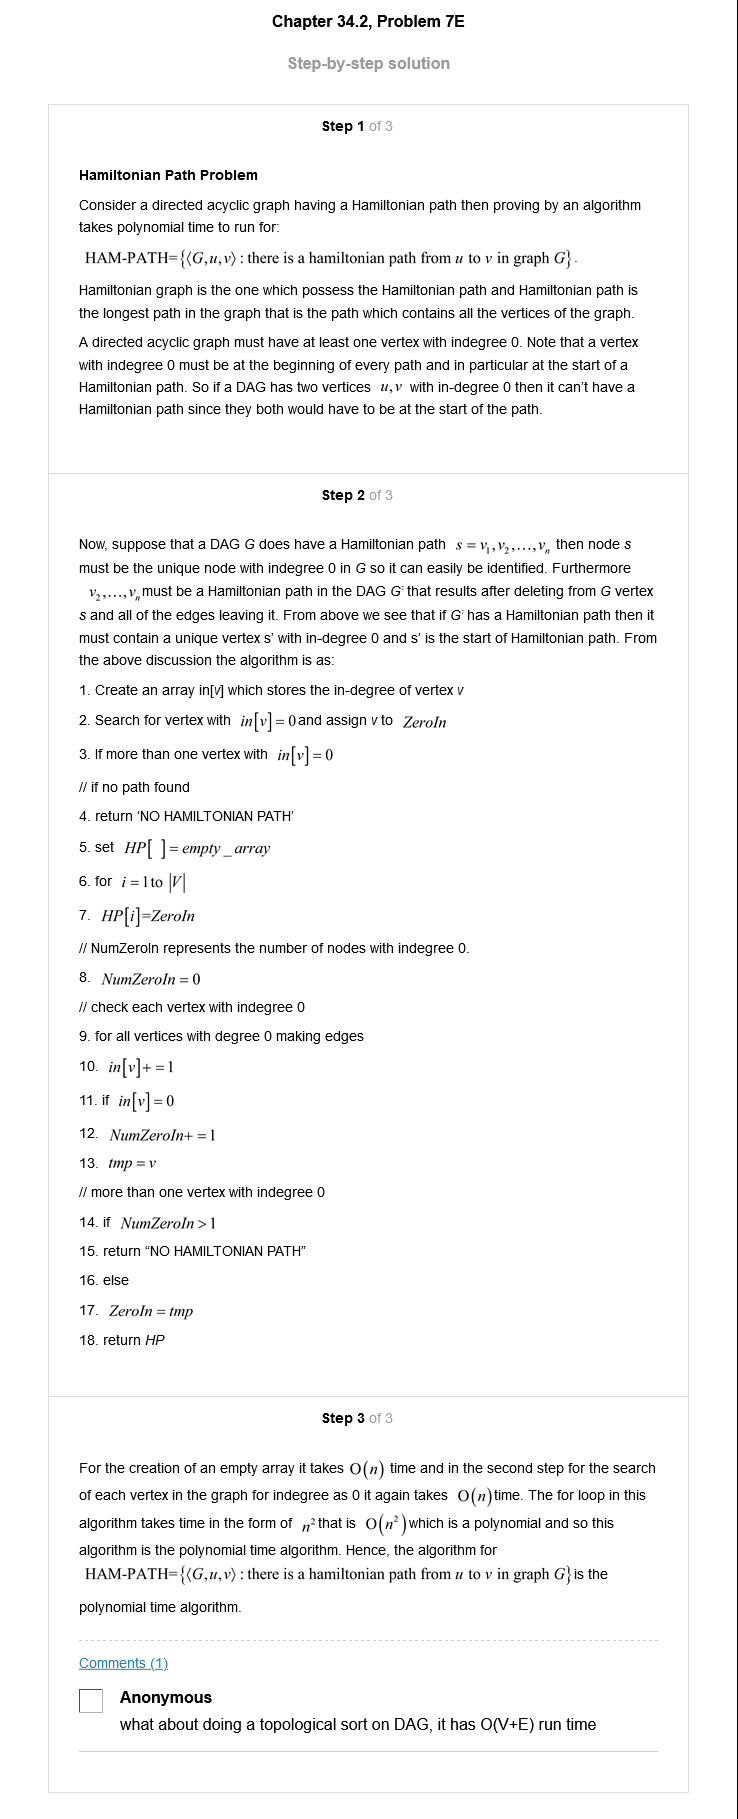 Chapter 34.2, Problem 7E
Step-by-step solution
Step 1 of 3
Hamiltonian Path Problem
Consider a directed acyclic graph having a Hamiltonian path then proving by an algorithm
takes polynomial time to run for:
HAM-PATH={⟨G,u,v⟩ : there is a hamiltonian path from u to v in graph G}.
Hamiltonian graph is the one which possess the Hamiltonian path and Hamiltonian path is
the longest path in the graph that is the path which contains all the vertices of the graph.
A directed acyclic graph must have at least one vertex with indegree 0. Note that a vertex
with indegree 0 must be at the beginning of every path and in particular at the start of a
Hamiltonian path. So if a DAG has two vertices u,v with in-degree 0 then it can't have a
Hamiltonian path since they both would have to be at the start of the path.
Step 2 of 3
Now, suppose that a DAG G does have a Hamiltonian path s = v₁,v₂,...,vₙ then node s
must be the unique node with indegree 0 in G so it can easily be identified. Furthermore
v₂,...,vₙ must be a Hamiltonian path in the DAG G' that results after deleting from G vertex
s and all of the edges leaving it. From above we see that if G' has a Hamiltonian path then it
must contain a unique vertex s' with in-degree 0 and s' is the start of Hamiltonian path. From
the above discussion the algorithm is as:
1. Create an array in[v] which stores the in-degree of vertex v
2. Search for vertex with in[v] = 0 and assign v to ZeroIn
3. If more than one vertex with in[v] = 0
// if no path found
4. return 'NO HAMILTONIAN PATH'
5. set HP[ ] = empty_array
6. for i = 1 to |V|
7. HP[i]=ZeroIn
// NumZeroIn represents the number of nodes with indegree 0.
8. NumZeroIn = 0
// check each vertex with indegree 0
9. for all vertices with degree 0 making edges
10. in[v]+ = 1
11. if in[v] = 0
12. NumZeroIn+ = 1
13. tmp = v
// more than one vertex with indegree 0
14. if NumZeroIn > 1
15. return “NO HAMILTONIAN PATH”
16. else
17. ZeroIn = tmp
18. return HP
Step 3 of 3
For the creation of an empty array it takes O(n) time and in the second step for the search
of each vertex in the graph for indegree as 0 it again takes O(n) time. The for loop in this
algorithm takes time in the form of n² that is O(n²) which is a polynomial and so this
algorithm is the polynomial time algorithm. Hence, the algorithm for
HAM-PATH={⟨G,u,v⟩ : there is a hamiltonian path from u to v in graph G} is the
polynomial time algorithm.
Comments (1)
Anonymous
what about doing a topological sort on DAG, it has O(V+E) run time